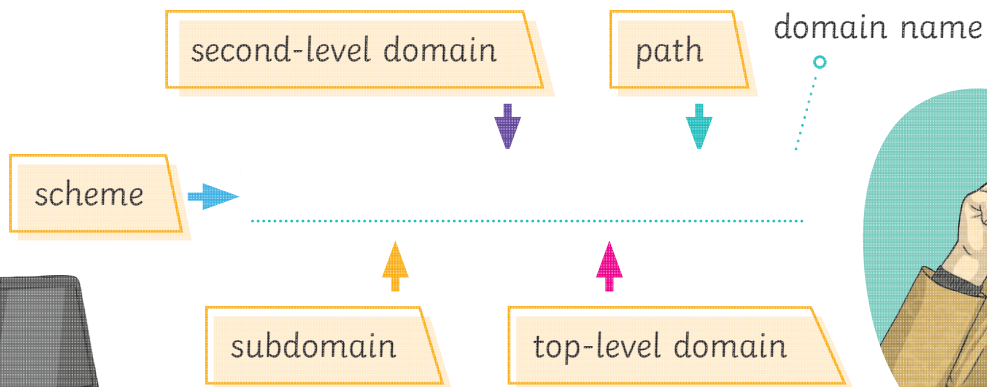 second-level domain
path
domain name
scheme
subdomain
top-level domain